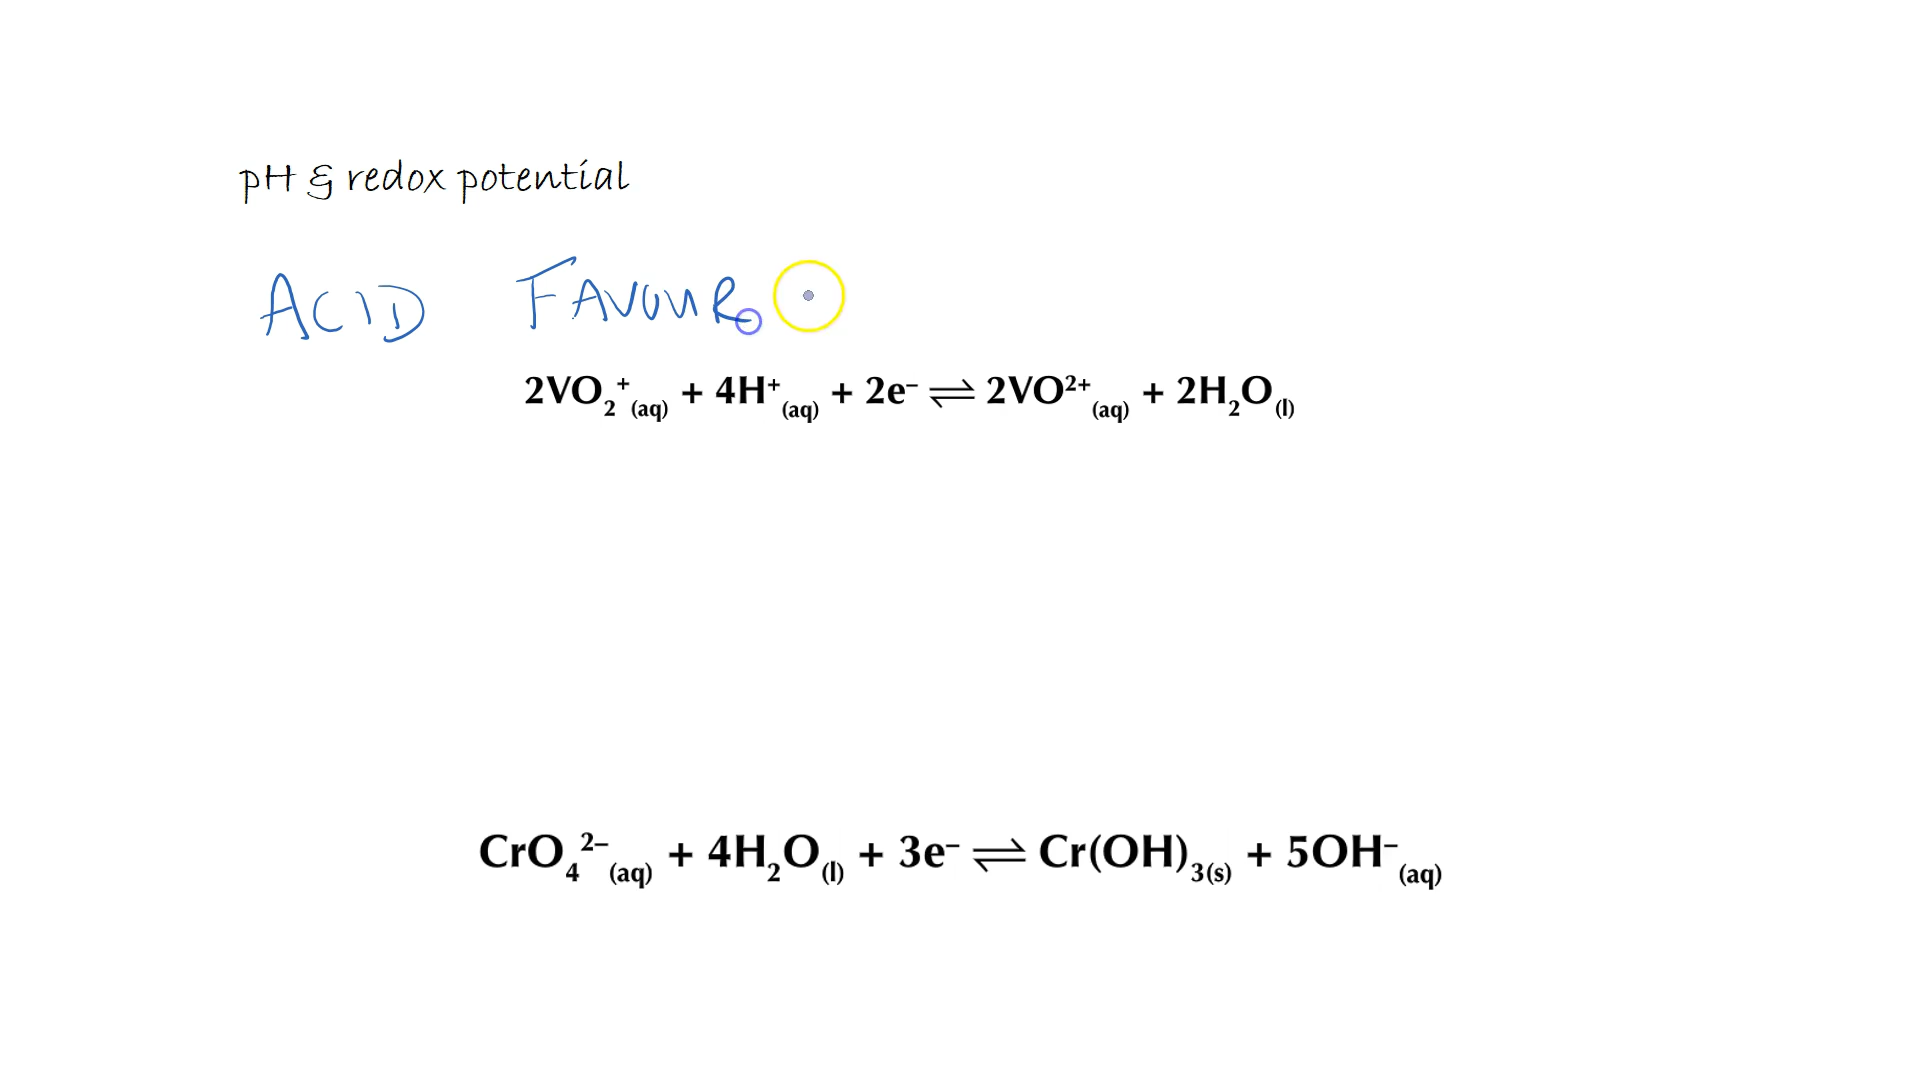 pH & redox potential
ACID FAVOUR
2VO₂⁺(aq) + 4H⁺(aq) + 2e⁻ ⇌ 2VO²⁺(aq) + 2H₂O(l)
CrO₄²⁻(aq) + 4H₂O(l) + 3e⁻ ⇌ Cr(OH)₃(s) + 5OH⁻(aq)